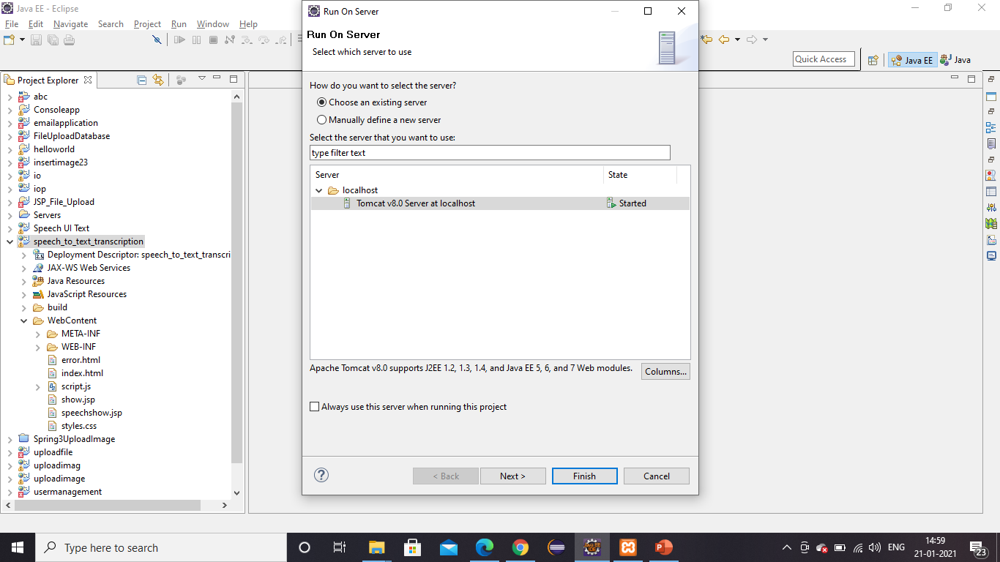 Java EE - Eclipse
File Edit Navigate Search Project Run Window Help
Quick Access
Java EE
Java
Project Explorer
abc
Consoleapp
emailapplication
FileUploadDatabase
helloworld
insertimage23
io
iop
JSP_File_Upload
Servers
Speech UI Text
speech_to_text_transcription
Deployment Descriptor: speech_to_text_transcri
JAX-WS Web Services
Java Resources
JavaScript Resources
build
WebContent
META-INF
WEB-INF
error.html
index.html
script.js
show.jsp
speechshow.jsp
styles.css
Spring3UploadImage
uploadfile
uploadimag
uploadimage
usermanagement
Run On Server
Run On Server
Select which server to use
How do you want to select the server?
Choose an existing server
Manually define a new server
Select the server that you want to use:
type filter text
Server State
localhost
Tomcat v8.0 Server at localhost Started
Apache Tomcat v8.0 supports J2EE 1.2, 1.3, 1.4, and Java EE 5, 6, and 7 Web modules.
Columns...
Always use this server when running this project
< Back Next > Finish Cancel
Type here to search
ENG
14:59
21-01-2021
23